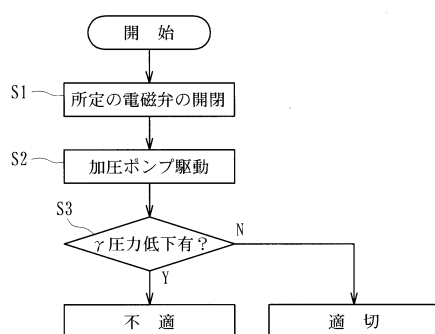 開始
S1
所定の電磁弁の開閉
S2
加圧ポンプ駆動
S3
γ圧力低下有?
N
Y
不適
適切